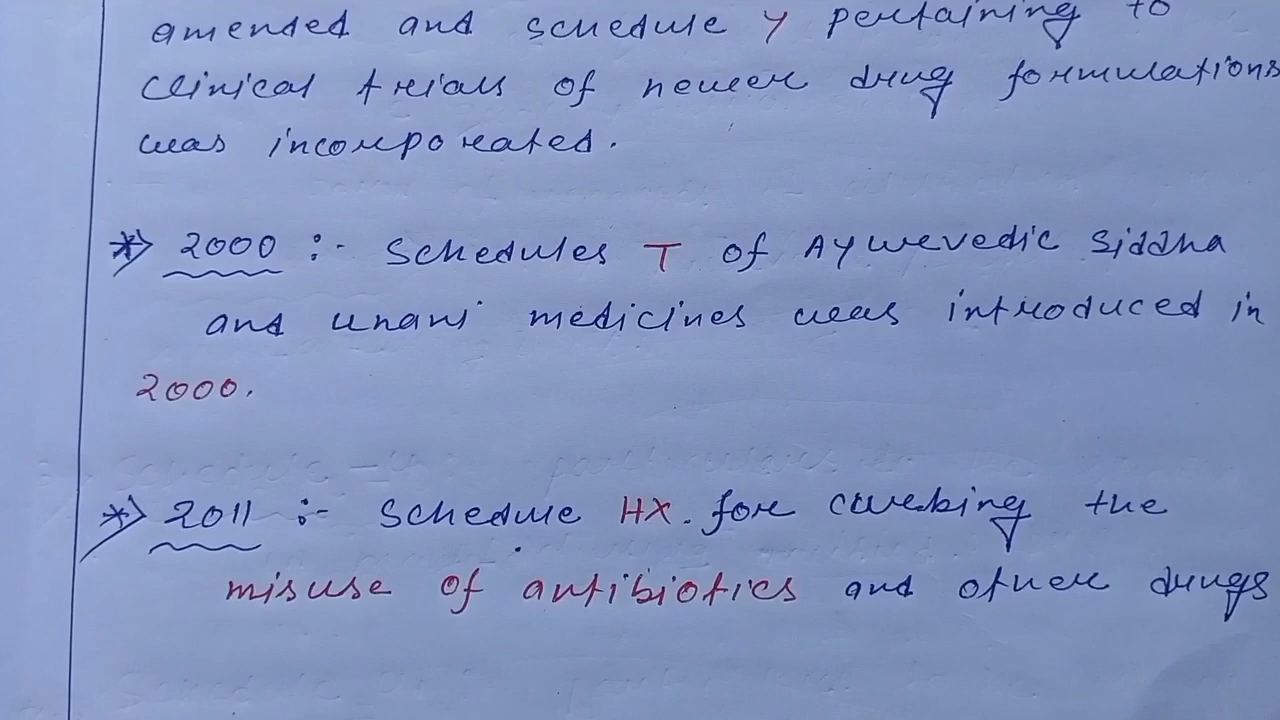 amended and schedule Y pertaining to
Clinical trials of newer drug formulations
was incorporated.
*> 2000 :- Schedules T of Ayurvedic Siddha
and Unani medicines was introduced in
2000.
*> 2011 :- Schedule HX. for curbing the
misuse of antibiotics and other drugs